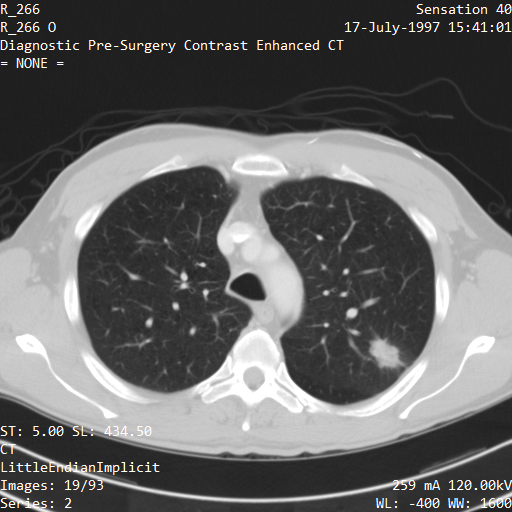 R_266
Sensation 40
R_266 O
17-July-1997 15:41:01
Diagnostic Pre-Surgery Contrast Enhanced CT
= NONE =
ST: 5.00 SL: 434.50
CT
LittleEndianImplicit
Images: 19/93
259 mA 120.00kV
Series: 2
WL: -400 WW: 1600